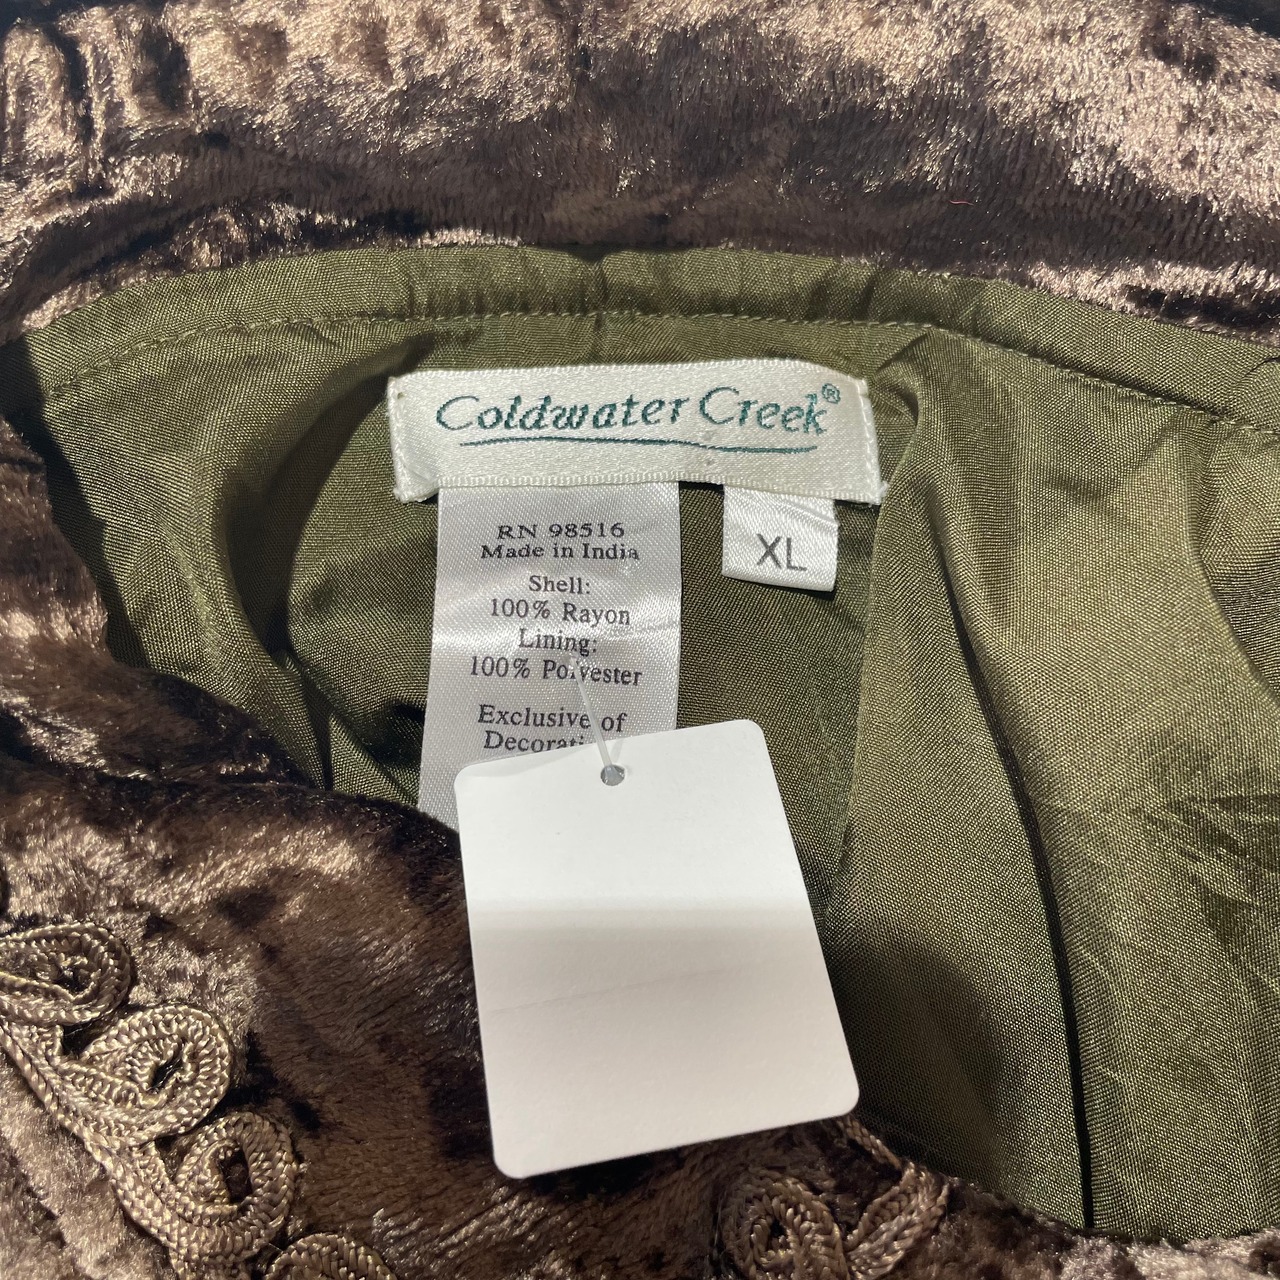 Coldwater Creek®
RN 98516
Made in India
XL
Shell:
100% Rayon
Lining:
100% Polyester
Exclusive of